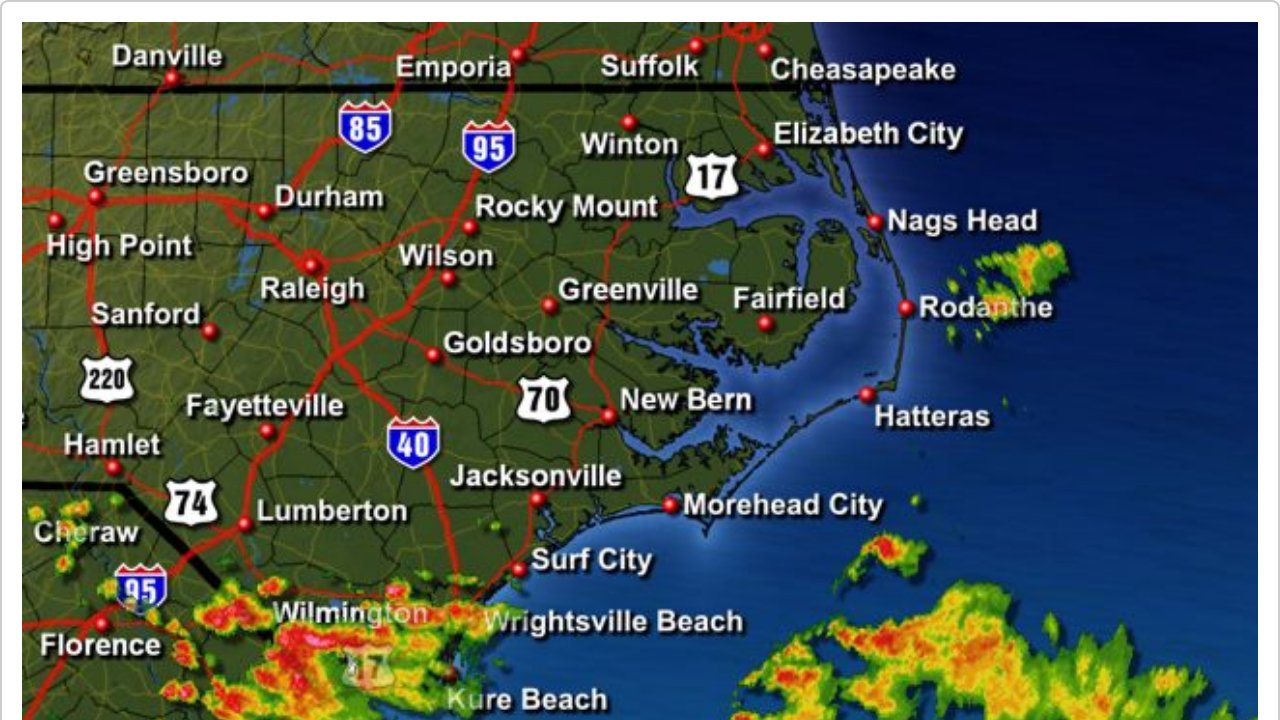 Danville
Emporia
Suffolk
Cheasapeake
85
95
Winton
Elizabeth City
17
Greensboro
Durham
Rocky Mount
Nags Head
High Point
Wilson
Raleigh
Greenville
Fairfield
Rodanthe
Sanford
Goldsboro
220
Fayetteville
70
New Bern
Hatteras
Hamlet
40
Jacksonville
74
Lumberton
Morehead City
Cheraw
Surf City
95
Wilmington
Wrightsville Beach
Florence
17
Kure Beach